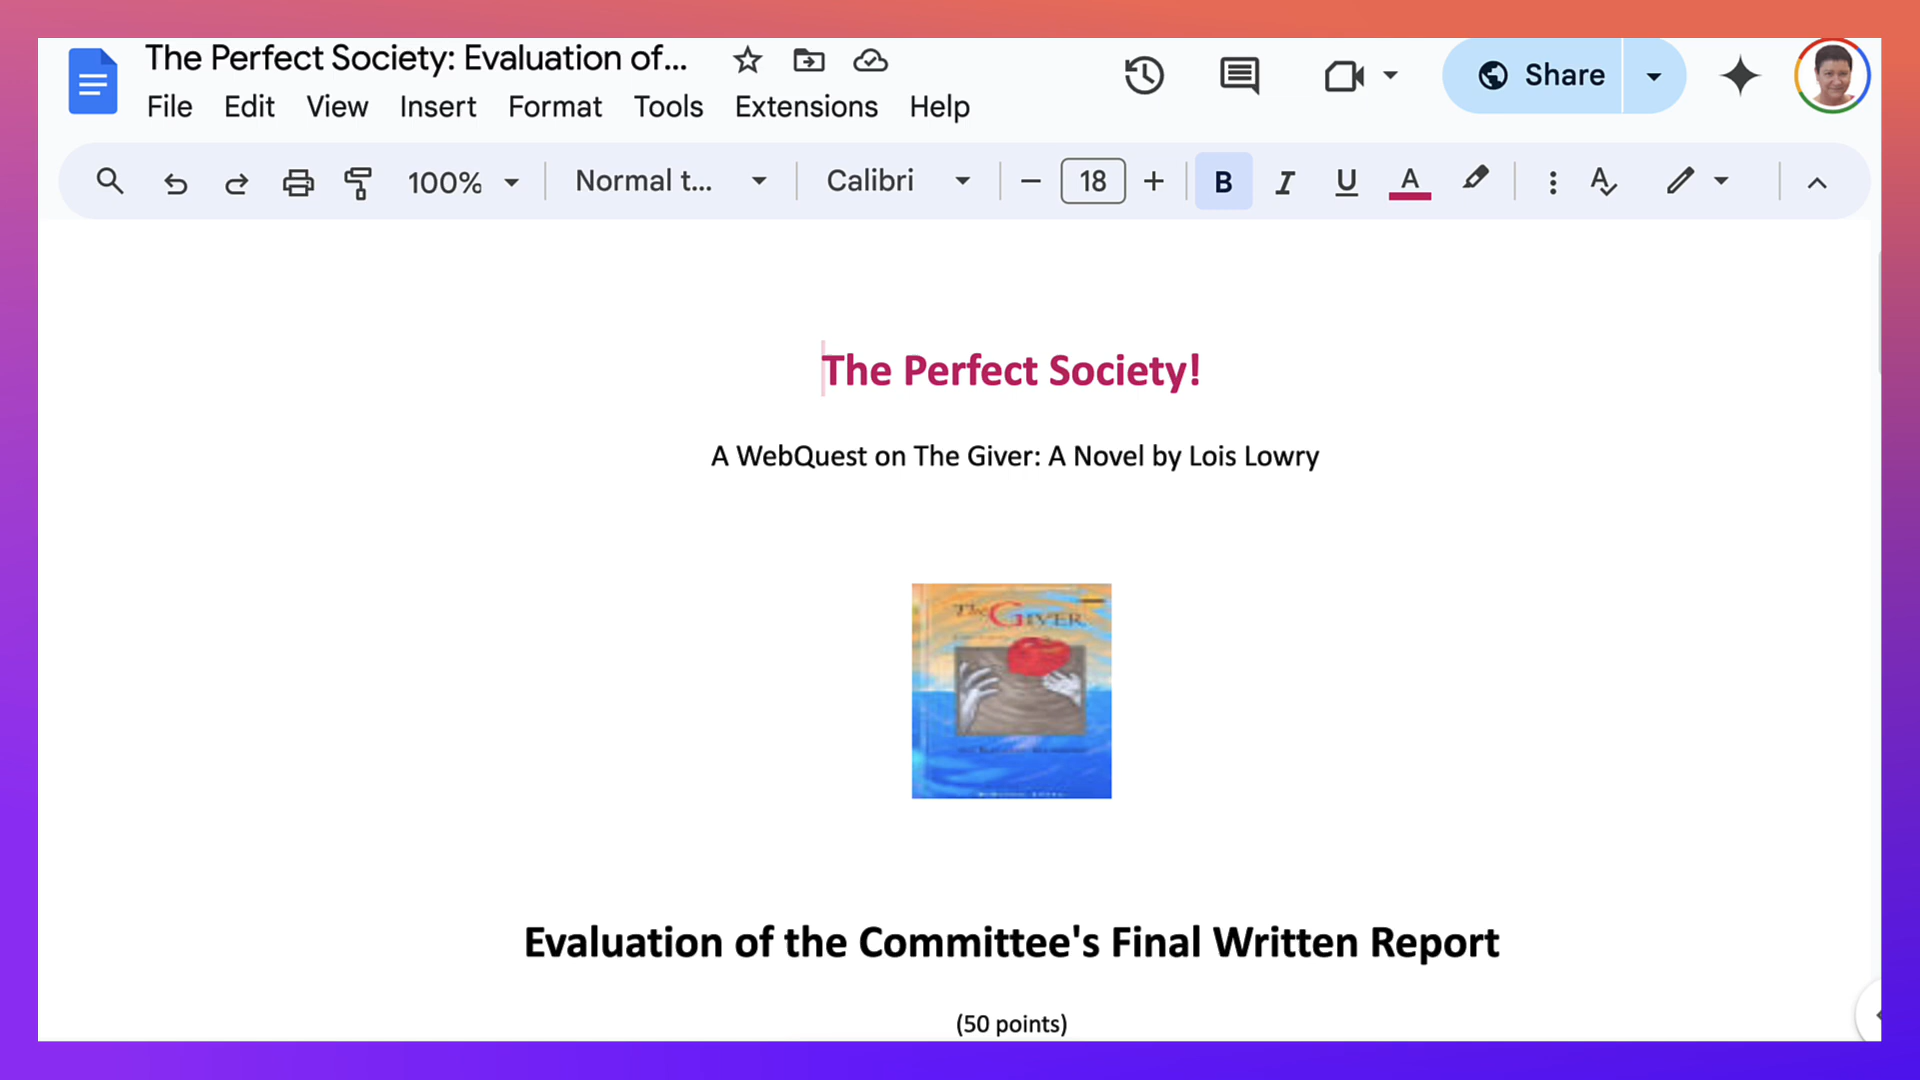 The Perfect Society: Evaluation of...
File Edit View Insert Format Tools Extensions Help
Share
100% Normal t... Calibri 18 B I U A
The Perfect Society!
A WebQuest on The Giver: A Novel by Lois Lowry
The GIVER
Evaluation of the Committee's Final Written Report
(50 points)